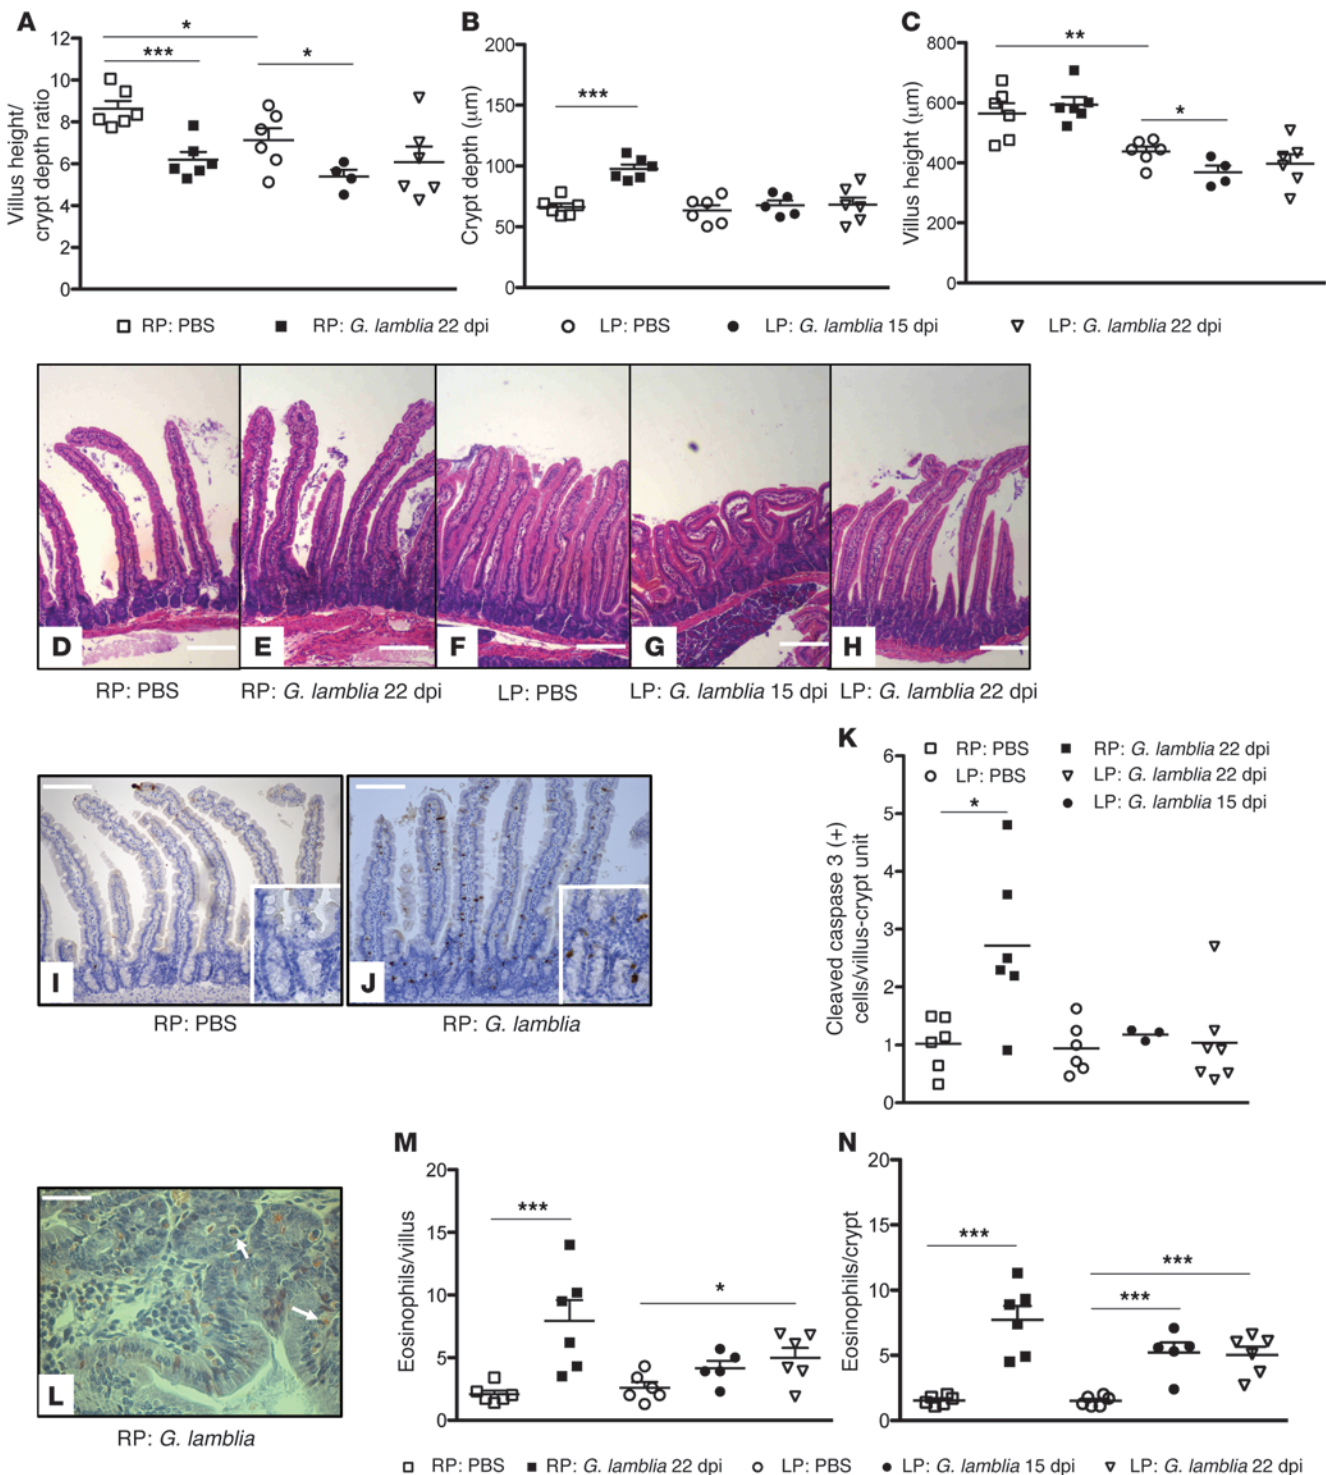 A
B
C
12
10
8
6
4
2
0
Villus height/
crypt depth ratio
*
***
*
200
150
100
50
0
Crypt depth (µm)
***
800
600
400
200
0
Villus height (µm)
**
*
RP: PBS
RP: G. lamblia 22 dpi
LP: PBS
LP: G. lamblia 15 dpi
LP: G. lamblia 22 dpi
D
E
F
G
H
RP: PBS
RP: G. lamblia 22 dpi
LP: PBS
LP: G. lamblia 15 dpi
LP: G. lamblia 22 dpi
I
J
RP: PBS
RP: G. lamblia
K
RP: PBS
RP: G. lamblia 22 dpi
LP: PBS
LP: G. lamblia 22 dpi
LP: G. lamblia 15 dpi
6
5
4
3
2
1
0
Cleaved caspase 3 (+)
cells/villus-crypt unit
*
L
RP: G. lamblia
M
20
15
10
5
0
Eosinophils/villus
***
*
N
20
15
10
5
0
Eosinophils/crypt
***
***
***
RP: PBS
RP: G. lamblia 22 dpi
LP: PBS
LP: G. lamblia 15 dpi
LP: G. lamblia 22 dpi